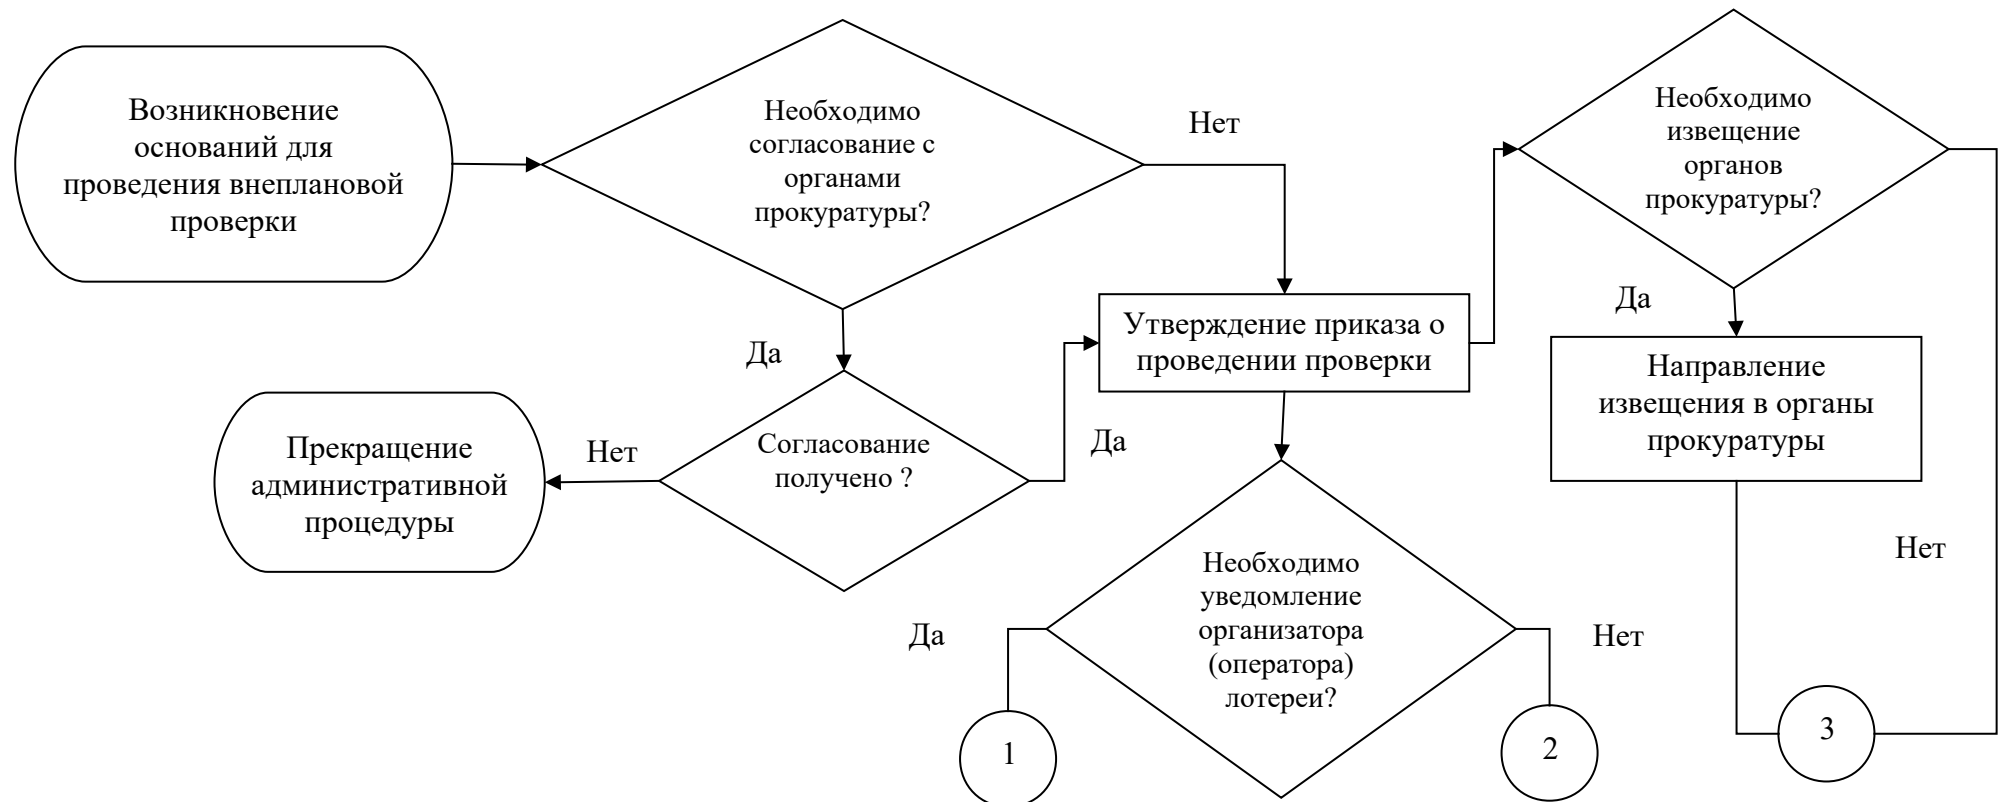 Возникновение
оснований для
проведения внеплановой
проверки
Необходимо
согласование с
органами
прокуратуры?
Нет
Необходимо
извещение
органов
прокуратуры?
Да
Утверждение приказа о
проведении проверки
Да
Направление
извещения в органы
прокуратуры
Прекращение
административной
процедуры
Нет
Согласование
получено ?
Да
Нет
Необходимо
уведомление
организатора
(оператора)
лотереи?
Да
Нет
1
2
3